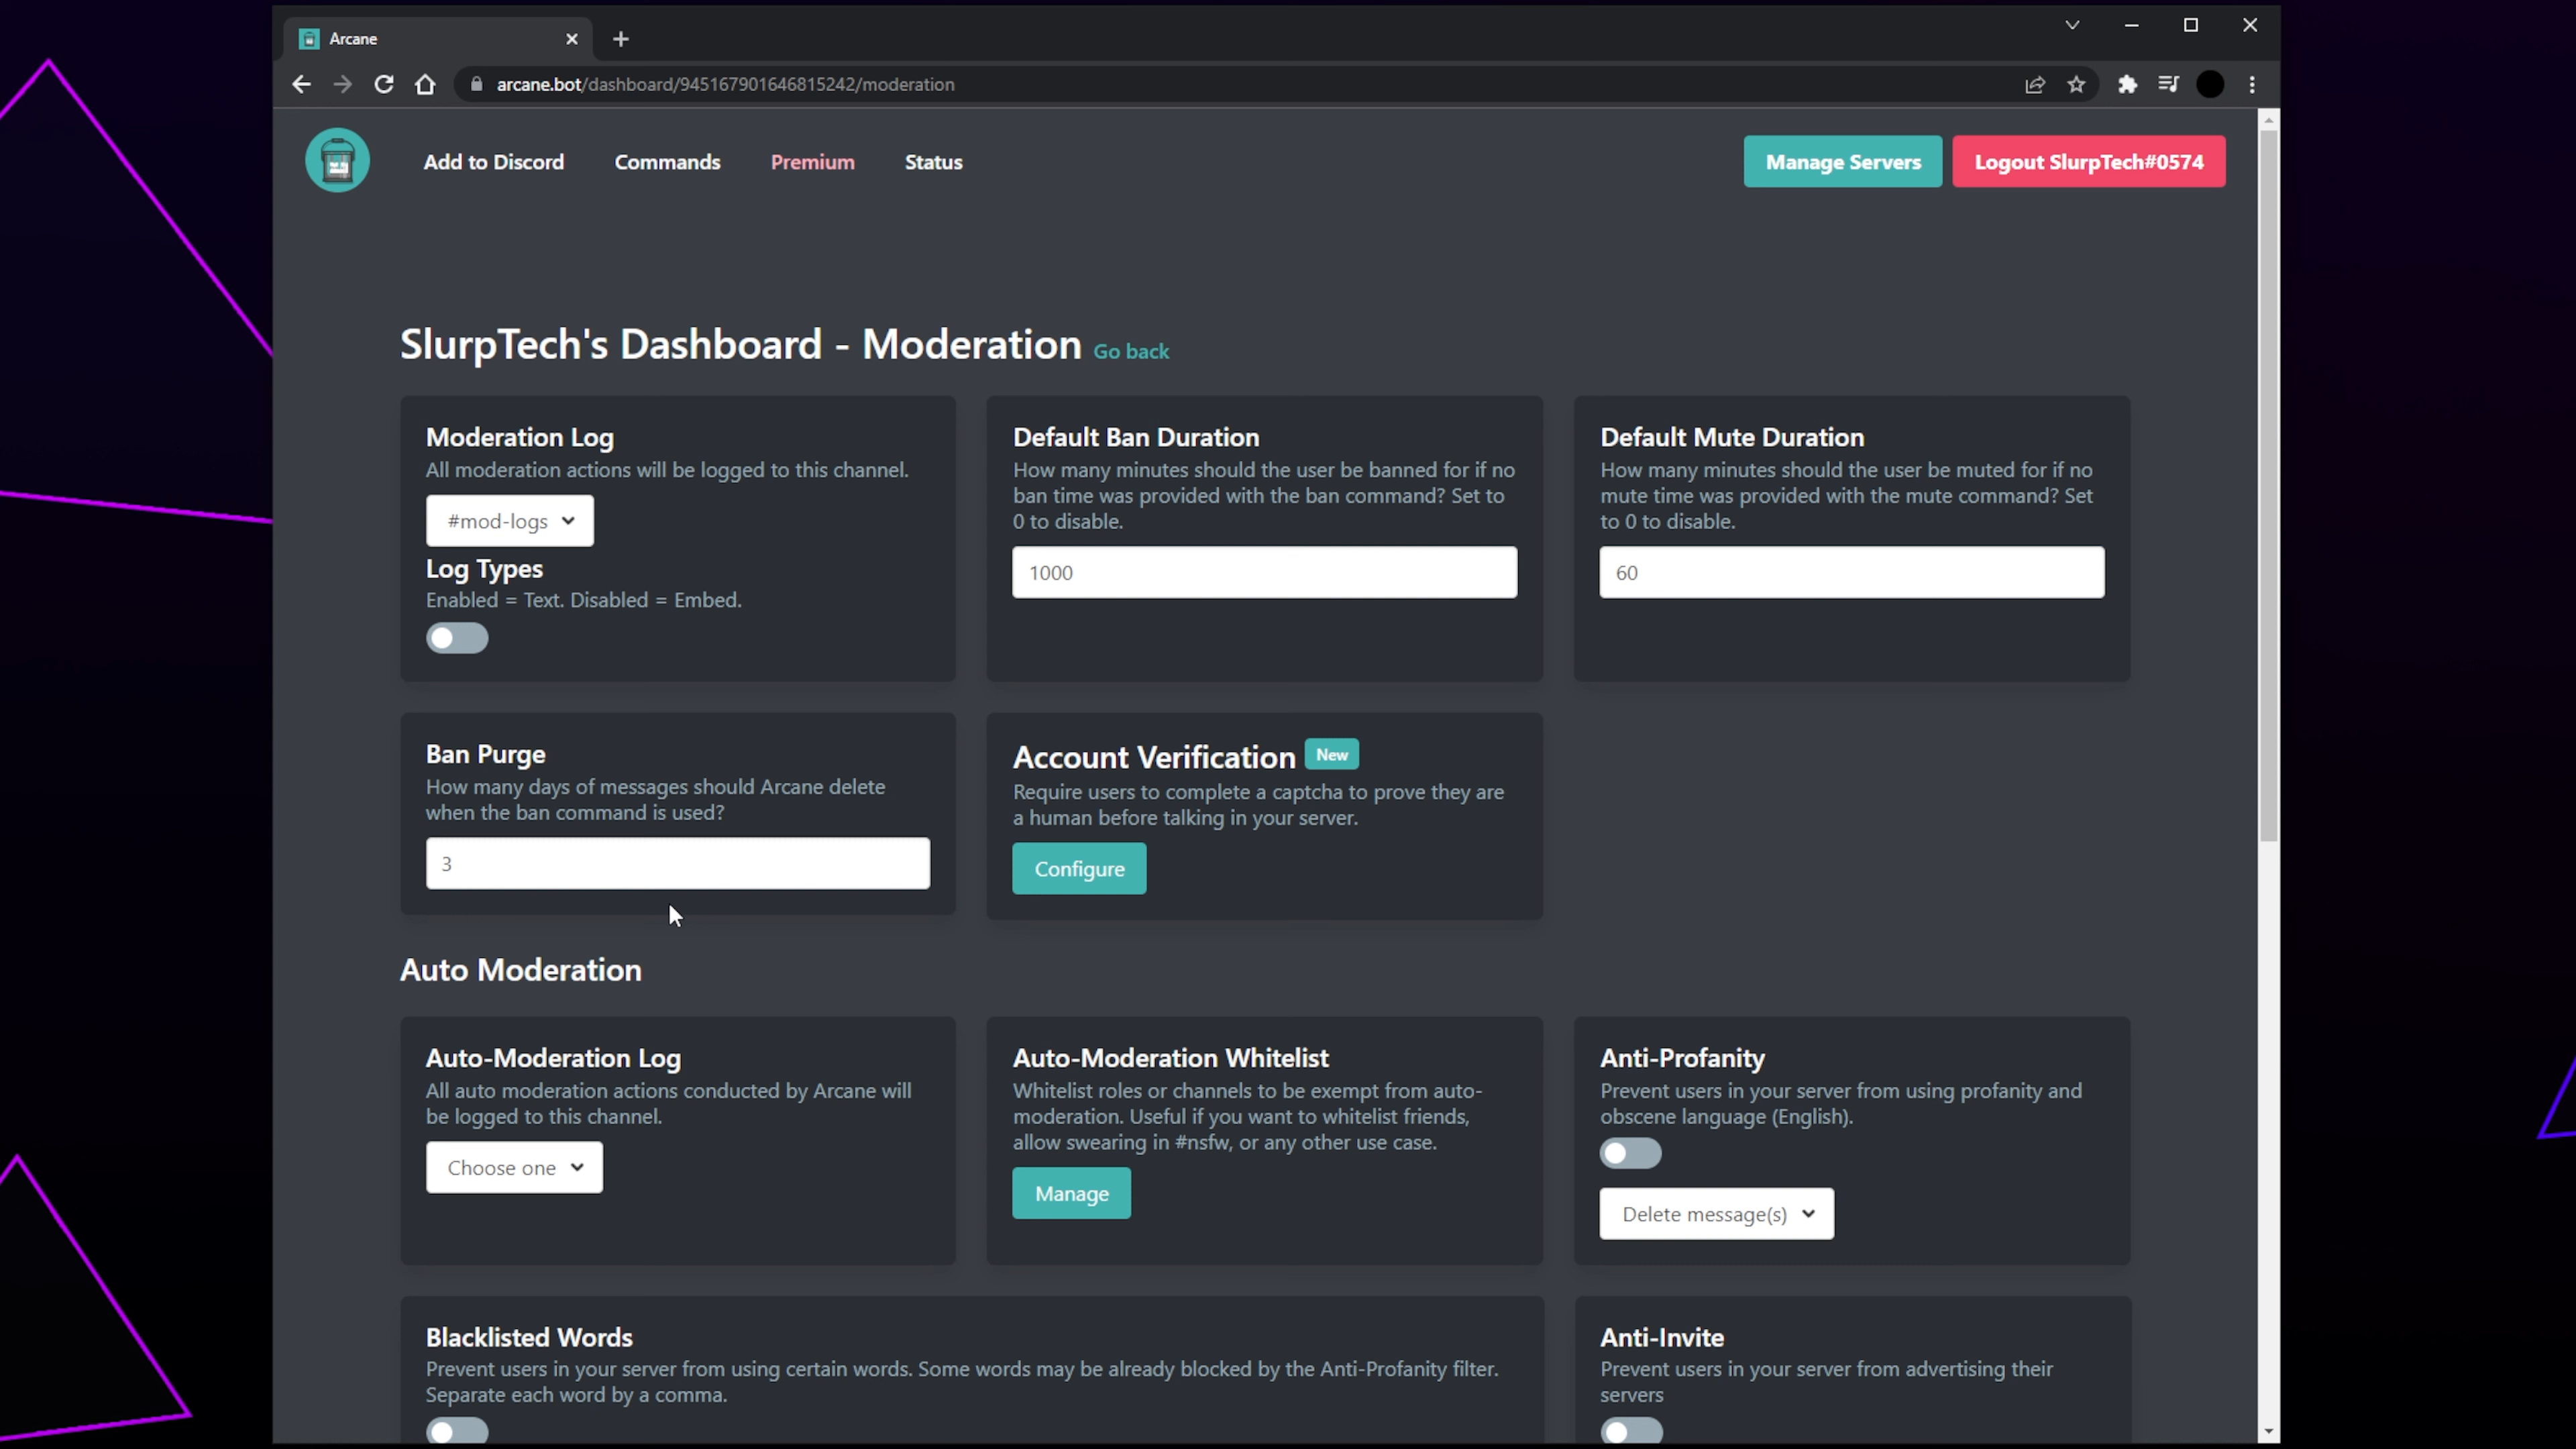 Arcane
arcane.bot/dashboard/945167901646815242/moderation
Add to Discord
Commands
Premium
Status
Manage Servers
Logout SlurpTech#0574
SlurpTech's Dashboard - Moderation Go back
Moderation Log
All moderation actions will be logged to this channel.
#mod-logs
Log Types
Enabled = Text. Disabled = Embed.
Default Ban Duration
How many minutes should the user be banned for if no
ban time was provided with the ban command? Set to
0 to disable.
1000
Default Mute Duration
How many minutes should the user be muted for if no
mute time was provided with the mute command? Set
to 0 to disable.
60
Ban Purge
How many days of messages should Arcane delete
when the ban command is used?
3
Account Verification New
Require users to complete a captcha to prove they are
a human before talking in your server.
Configure
Auto Moderation
Auto-Moderation Log
All auto moderation actions conducted by Arcane will
be logged to this channel.
Choose one
Auto-Moderation Whitelist
Whitelist roles or channels to be exempt from auto-
moderation. Useful if you want to whitelist friends,
allow swearing in #nsfw, or any other use case.
Manage
Anti-Profanity
Prevent users in your server from using profanity and
obscene language (English).
Delete message(s)
Blacklisted Words
Prevent users in your server from using certain words. Some words may be already blocked by the Anti-Profanity filter.
Separate each word by a comma.
Anti-Invite
Prevent users in your server from advertising their
servers